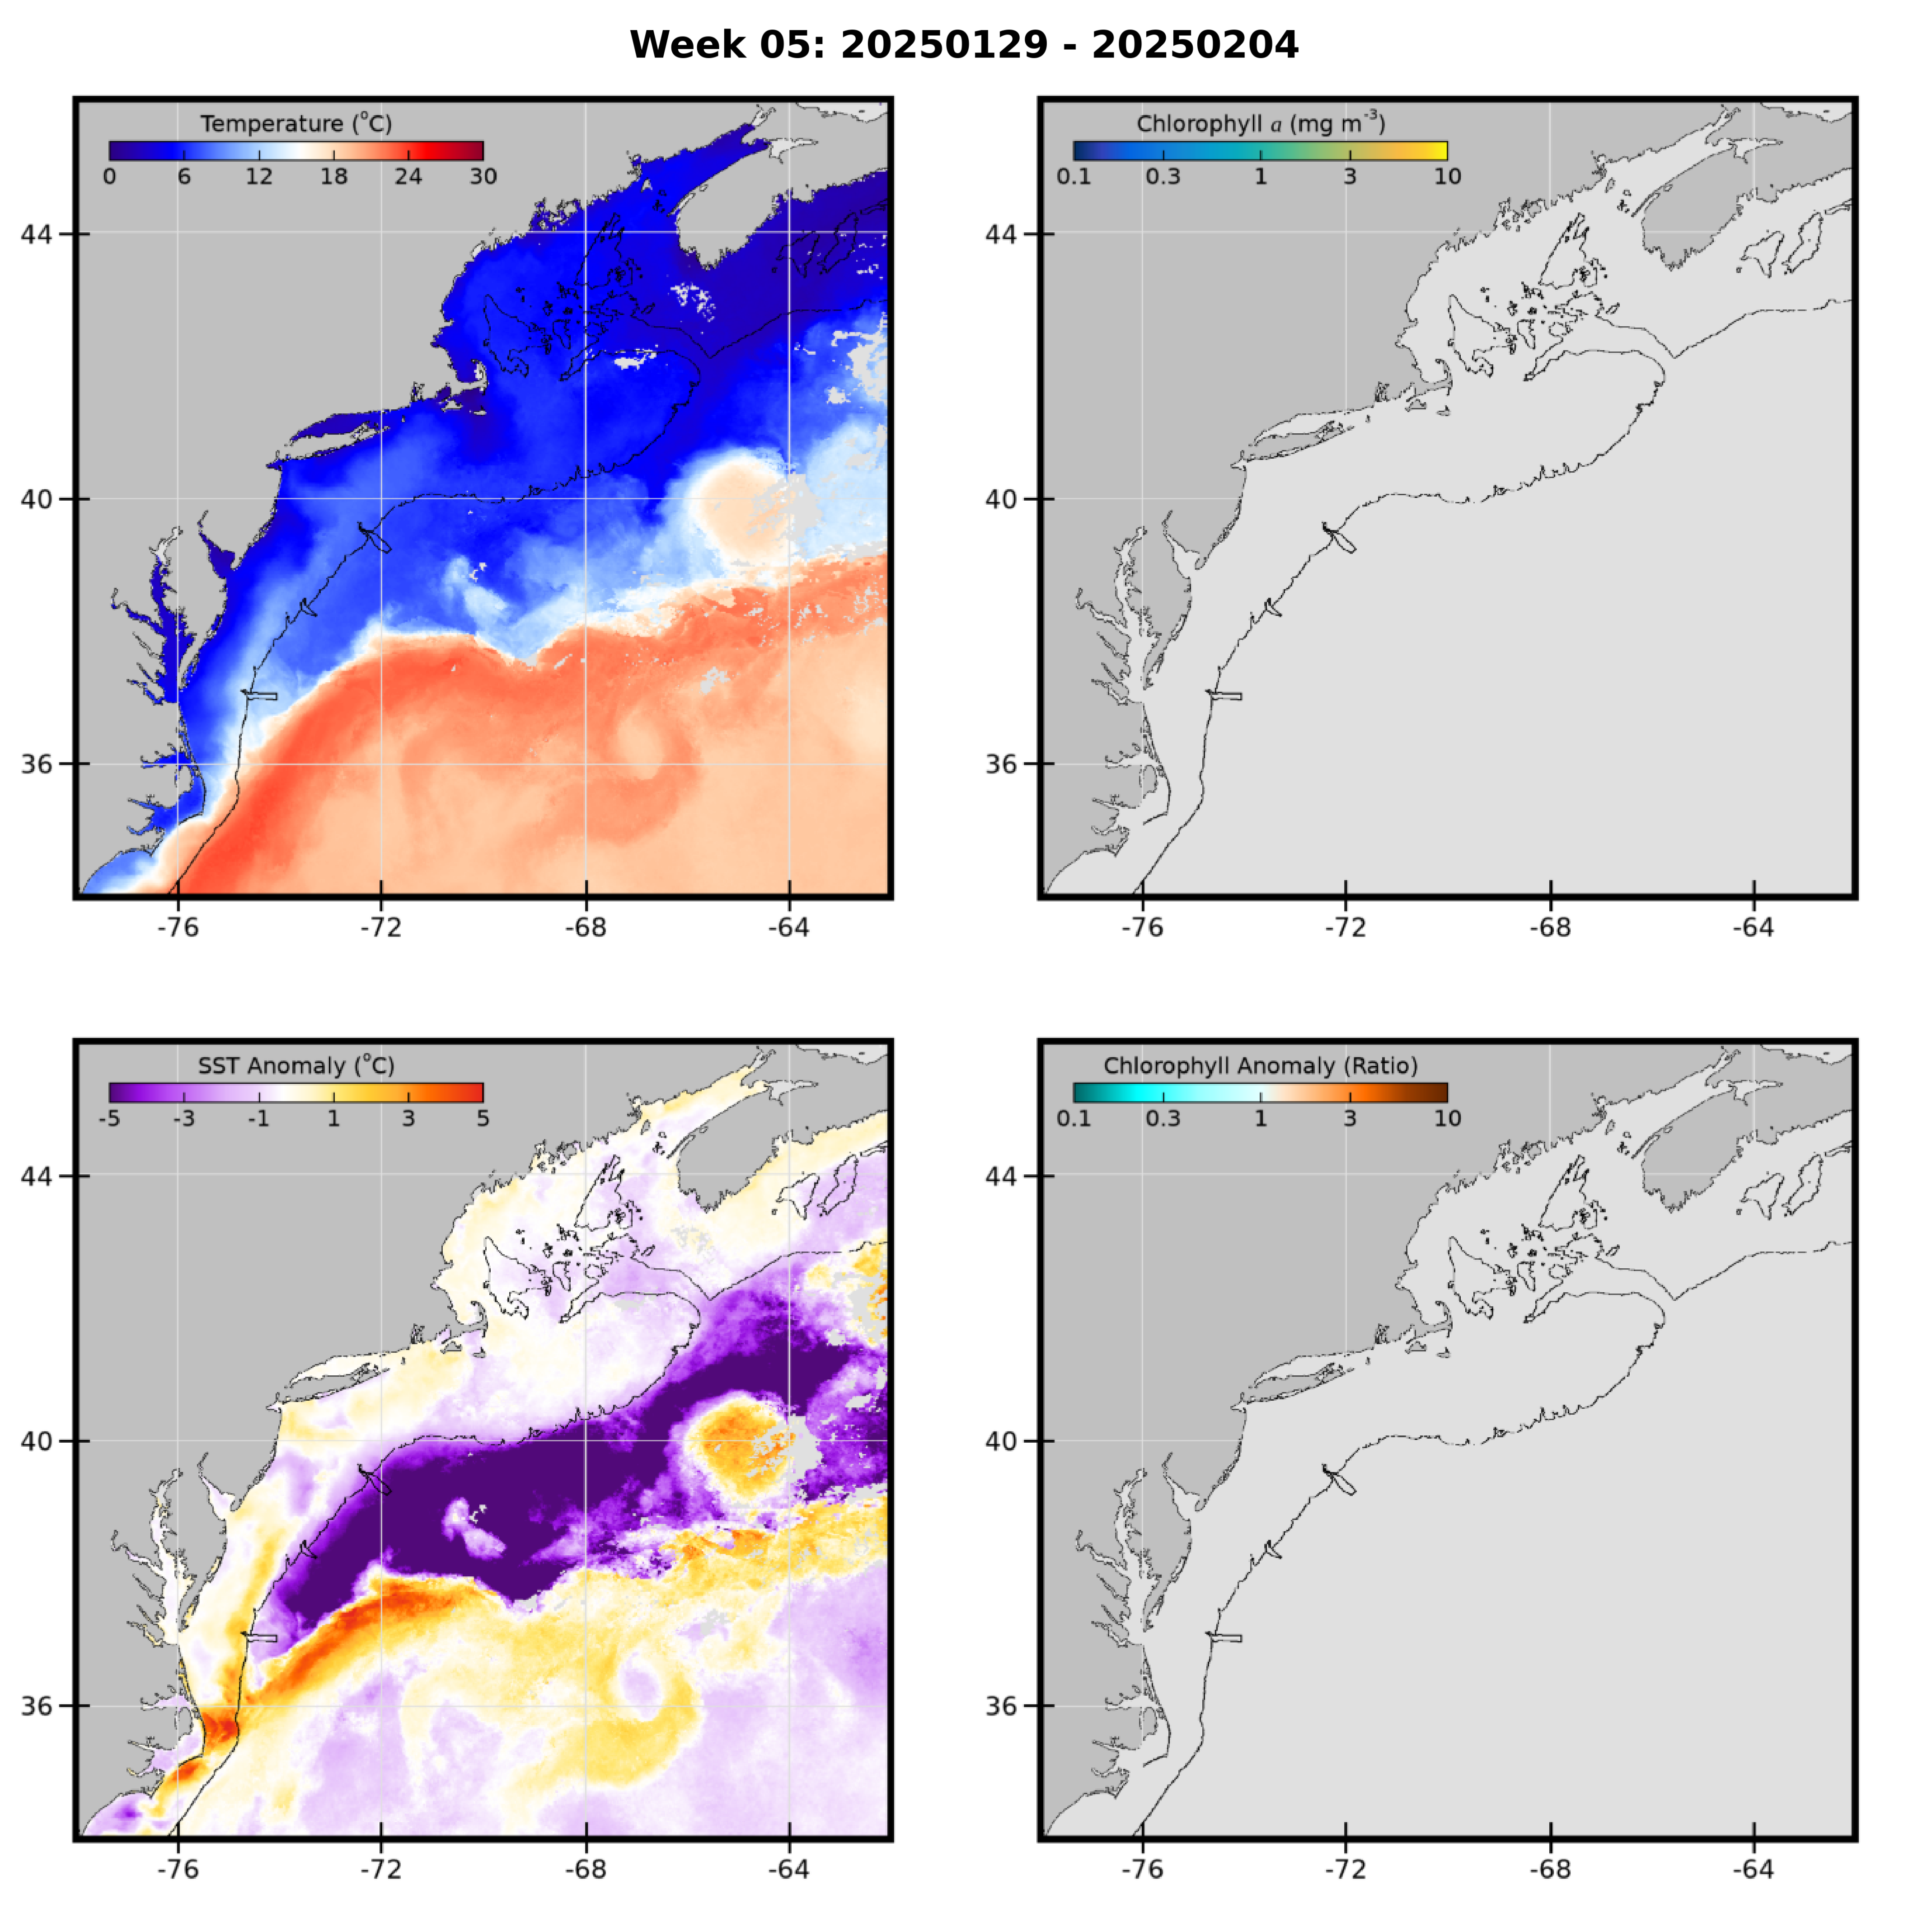 Week 05: 20250129 - 20250204
Temperature (°C)
0 6 12 18 24 30
44
40
36
-76 -72 -68 -64
Chlorophyll a (mg m⁻³)
0.1 0.3 1 3 10
44
40
36
-76 -72 -68 -64
SST Anomaly (°C)
-5 -3 -1 1 3 5
44
40
36
-76 -72 -68 -64
Chlorophyll Anomaly (Ratio)
0.1 0.3 1 3 10
44
40
36
-76 -72 -68 -64